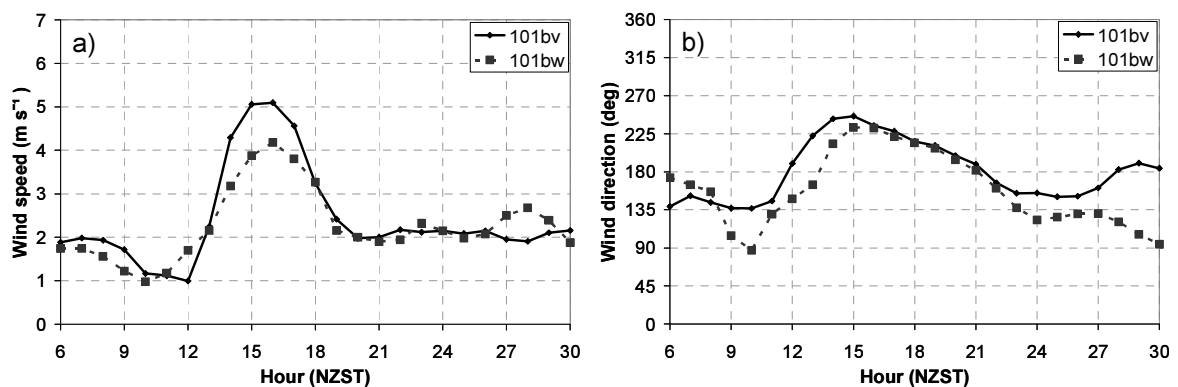 a)
Wind speed (m s⁻¹)
7
6
5
4
3
2
1
0
6 9 12 15 18 21 24 27 30
Hour (NZST)
101bv
101bw
b)
Wind direction (deg)
360
315
270
225
180
135
90
45
0
6 9 12 15 18 21 24 27 30
Hour (NZST)
101bv
101bw